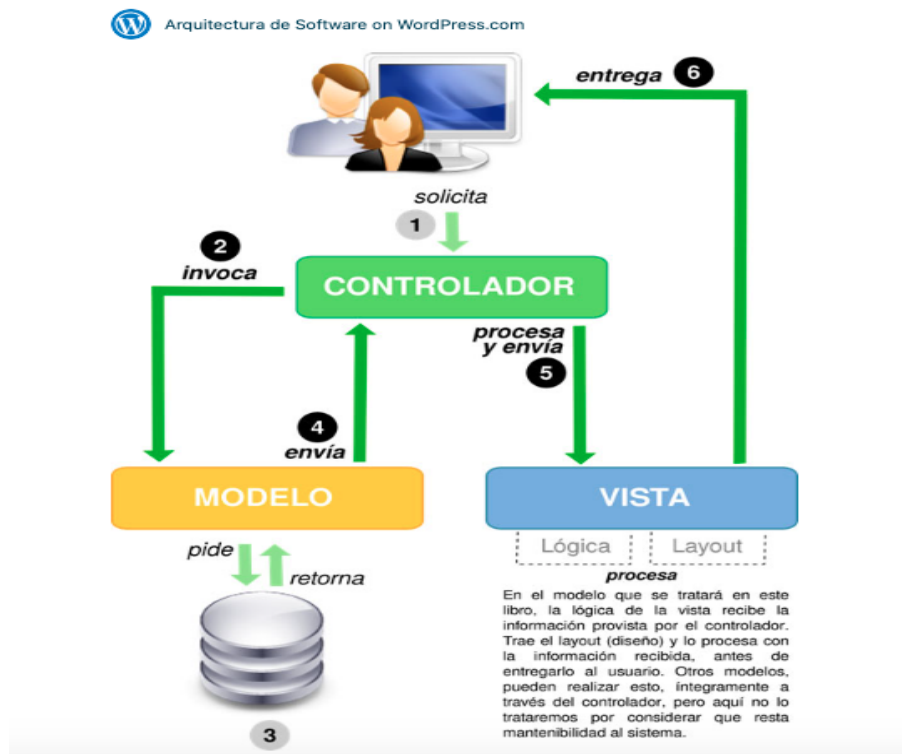 Arquitectura de Software on WordPress.com
entrega 6
solicita
1
2
invoca
CONTROLADOR
procesa
y envía
5
4
envía
MODELO
VISTA
pide
retorna
Lógica
Layout
procesa
En el modelo que se tratará en este
libro, la lógica de la vista recibe la
información provista por el controlador.
Trae el layout (diseño) y lo procesa con
la información recibida, antes de
entregarlo al usuario. Otros modelos,
pueden realizar esto, íntegramente a
través del controlador, pero aquí no lo
trataremos por considerar que resta
mantenibilidad al sistema.
3